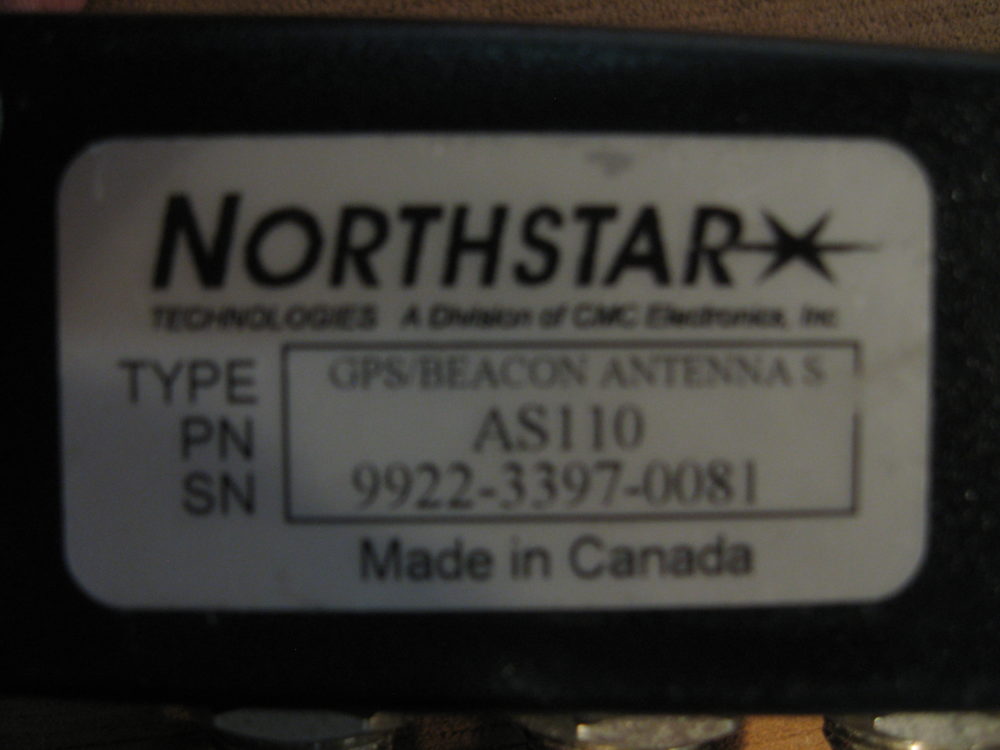 NORTHSTAR
TECHNOLOGIES A Division of CMC Electronics, Inc
TYPE GPS/BEACON ANTENNA S
PN AS110
SN 9922-3397-0081
Made in Canada